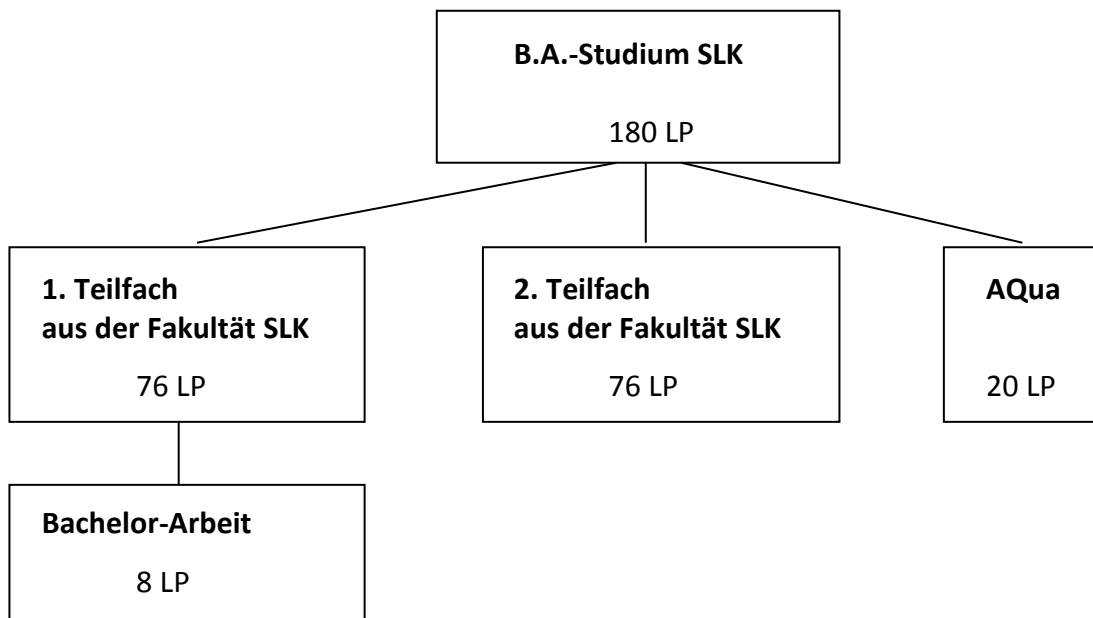 B.A.-Studium SLK
180 LP
1. Teilfach
aus der Fakultät SLK
76 LP
2. Teilfach
aus der Fakultät SLK
76 LP
AQua
20 LP
Bachelor-Arbeit
8 LP